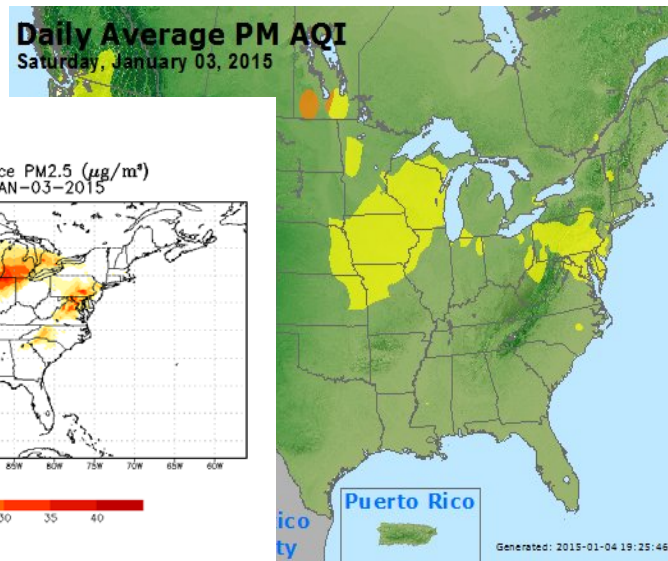 Daily Average PM AQI
Saturday, January 03, 2015
ce PM2.5 (μg/m³)
AN-03-2015
85W 80W 75W 70W 65W 60W
30 35 40
Puerto Rico
ico
ty
Generated: 2015-01-04 19:25:46